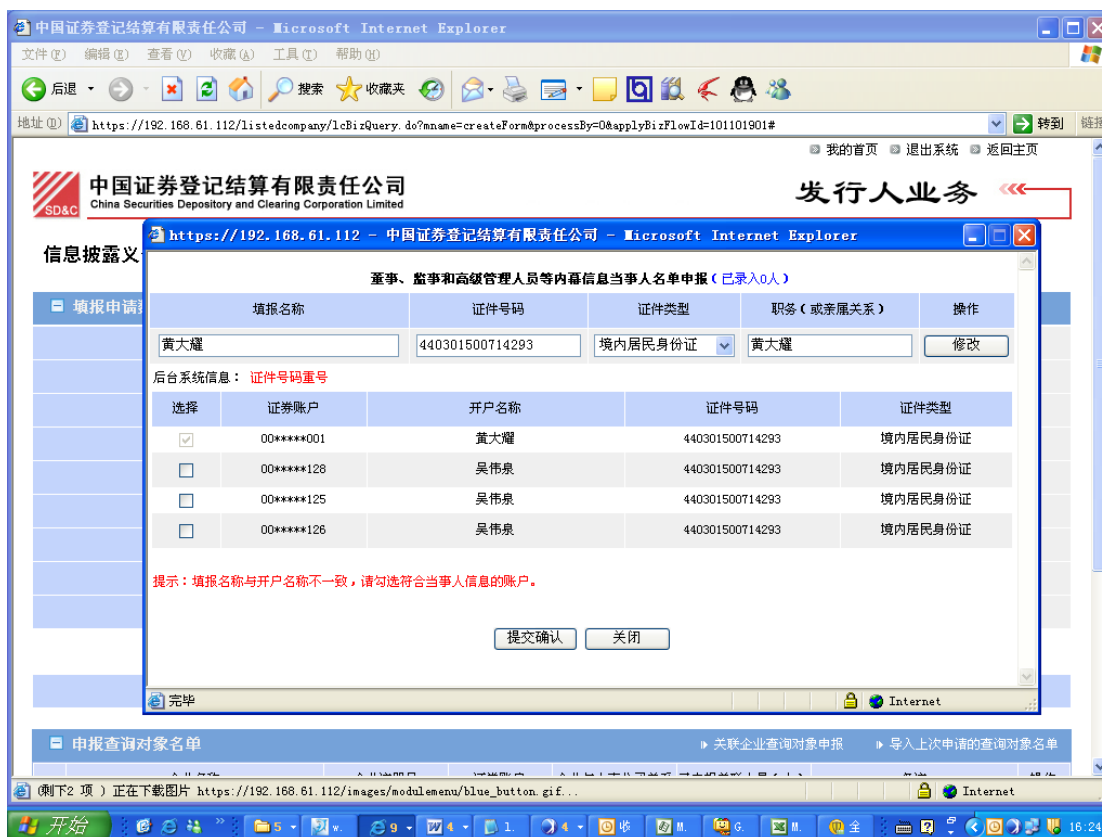 中国证券登记结算有限责任公司 - Microsoft Internet Explorer
文件(F) 编辑(E) 查看(V) 收藏(A) 工具(T) 帮助(H)
后退 搜索 收藏夹
地址(D) https://192.168.61.112/listedcompany/lcBizQuery.do?mname=createForm&processBy=0&applyBizFlowId=101101901# 转到 链接
我的首页 退出系统 返回主页
SD&C 中国证券登记结算有限责任公司
China Securities Depository and Clearing Corporation Limited
发行人业务
信息披露义
https://192.168.61.112 - 中国证券登记结算有限责任公司 - Microsoft Internet Explorer
董事、监事和高级管理人员等内幕信息当事人名单申报(已录入0人)
填报申请
填报名称 证件号码 证件类型 职务(或亲属关系) 操作
黄大耀 440301500714293 境内居民身份证 黄大耀 修改
后台系统信息: 证件号码重号
选择 证券账户 开户名称 证件号码 证件类型
00*****001 黄大耀 440301500714293 境内居民身份证
00*****128 吴伟泉 440301500714293 境内居民身份证
00*****125 吴伟泉 440301500714293 境内居民身份证
00*****126 吴伟泉 440301500714293 境内居民身份证
提示:填报名称与开户名称不一致,请勾选符合当事人信息的账户。
提交确认 关闭
完毕 Internet
申报查询对象名单 关联企业查询对象申报 导入上次申请的查询对象名单
(剩下2 项 ) 正在下载图片 https://192.168.61.112/images/modulemenu/blue_button.gif... Internet
开始 5 w. 9 4 1. 4 收 M. G. M. 全 16:24